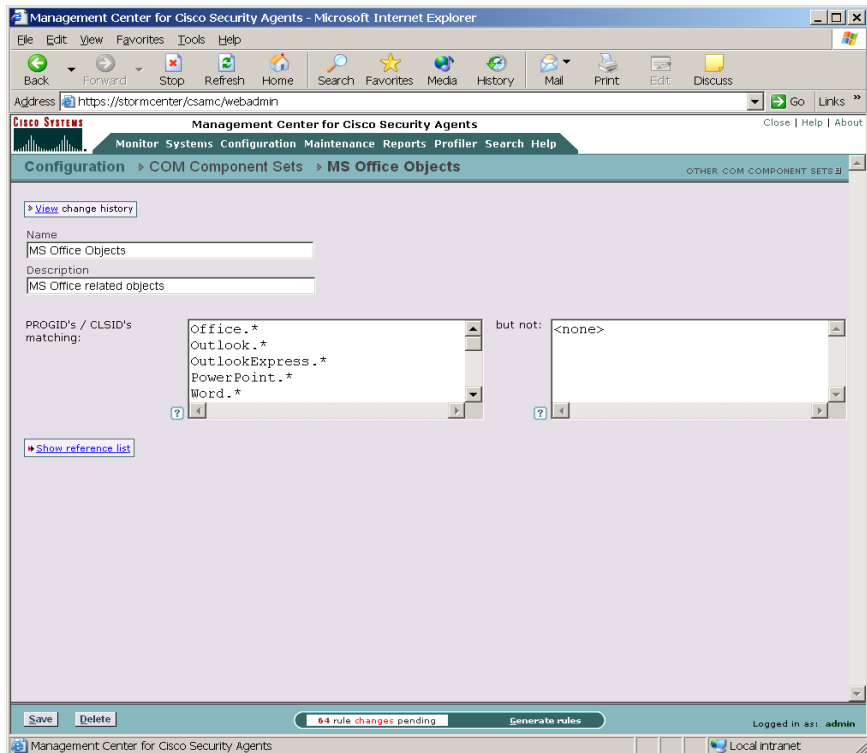 Management Center for Cisco Security Agents - Microsoft Internet Explorer
File Edit View Favorites Tools Help
Back Forward Stop Refresh Home Search Favorites Media History Mail Print Edit Discuss
Address https://stormcenter/csamc/webadmin Go Links »
CISCO SYSTEMS Management Center for Cisco Security Agents Close | Help | About
Monitor Systems Configuration Maintenance Reports Profiler Search Help
Configuration > COM Component Sets > MS Office Objects OTHER COM COMPONENT SETS
View change history
Name
MS Office Objects
Description
MS Office related objects
PROGID's / CLSID's matching:
Office.*
Outlook.*
OutlookExpress.*
PowerPoint.*
Word.*
?
but not:
<none>
?
Show reference list
Save Delete 64 rule changes pending Generate rules Logged in as: admin
Management Center for Cisco Security Agents Local intranet